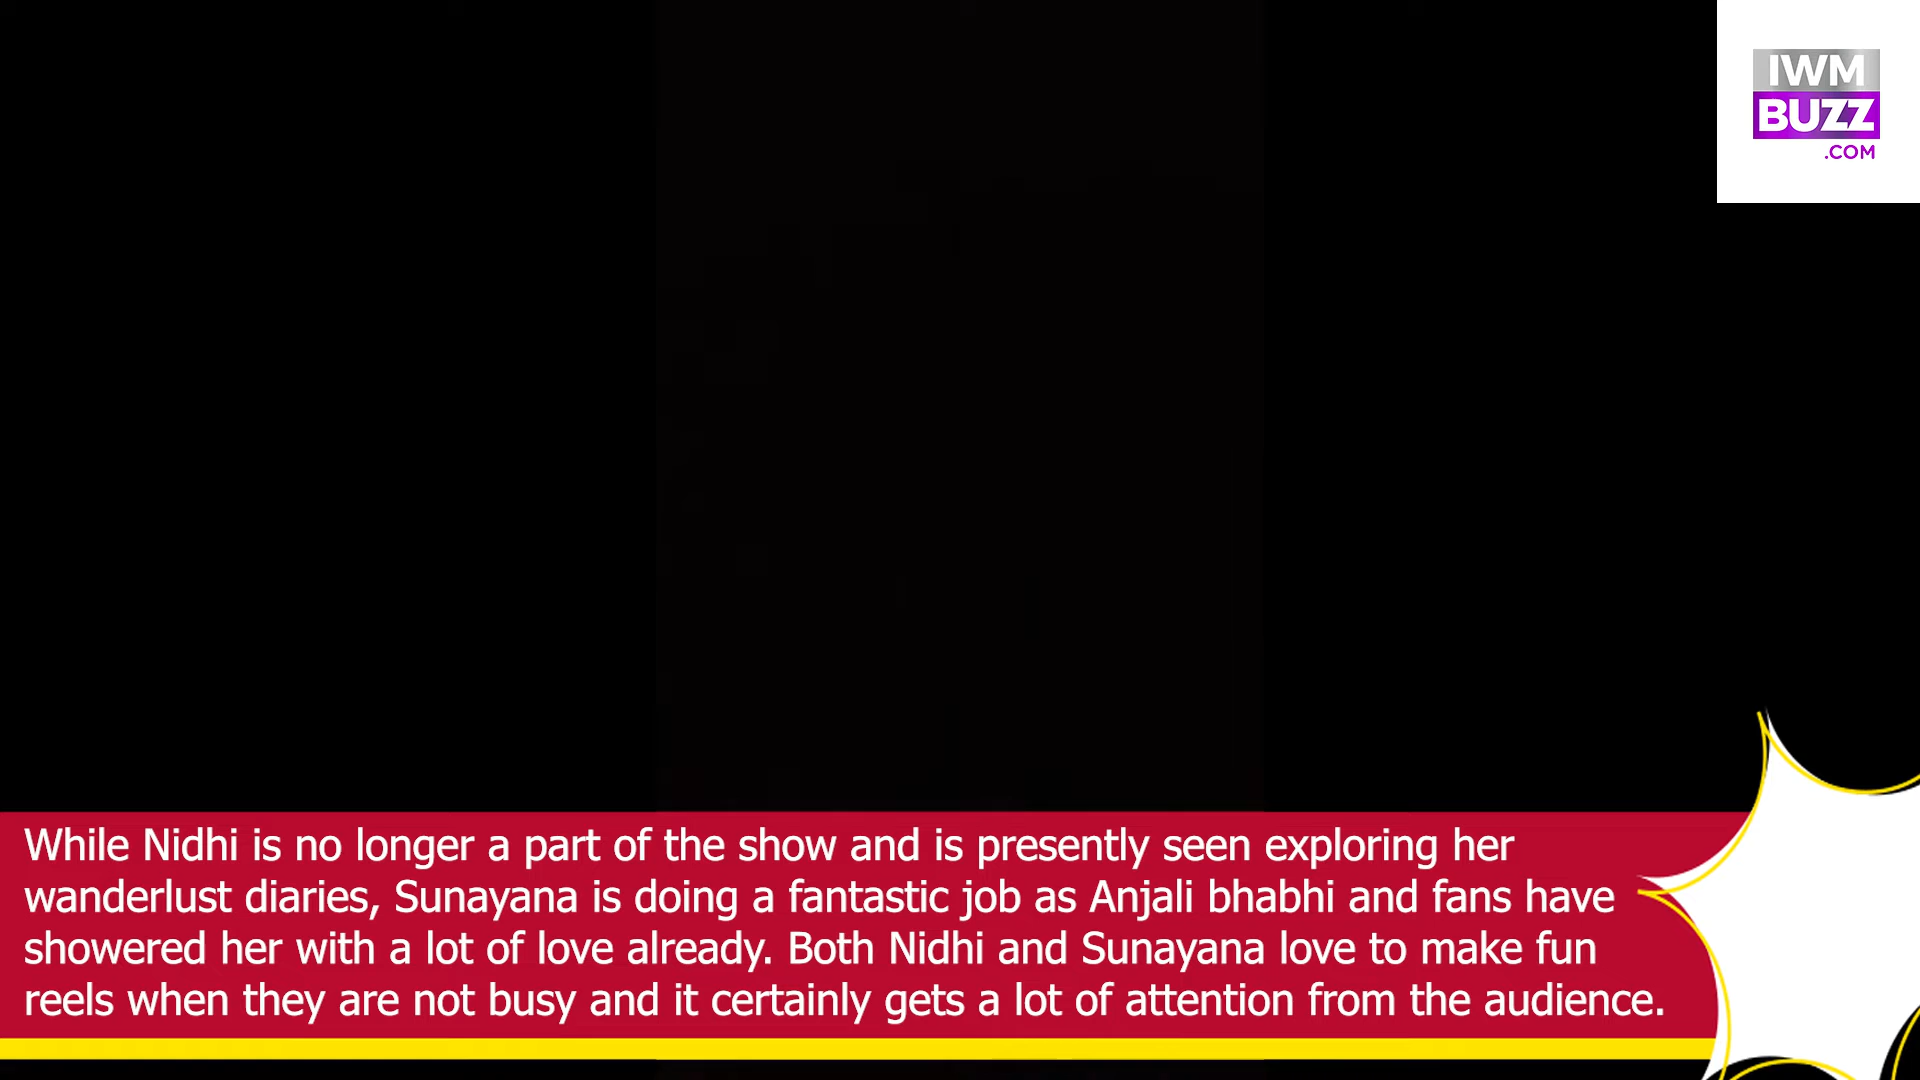 IWM
BUZZ
.COM
While Nidhi is no longer a part of the show and is presently seen exploring her
wanderlust diaries, Sunayana is doing a fantastic job as Anjali bhabhi and fans have
showered her with a lot of love already. Both Nidhi and Sunayana love to make fun
reels when they are not busy and it certainly gets a lot of attention from the audience.